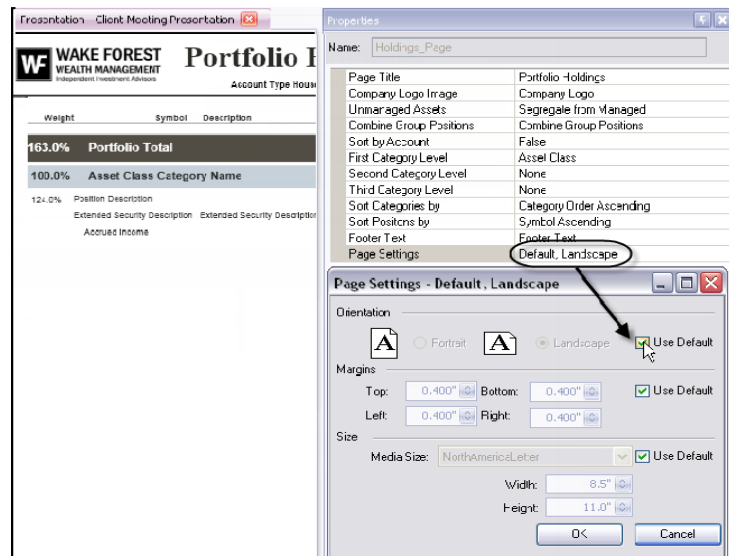 Presentation - Client Meeting Presentation
WF WAKE FOREST
WEALTH MANAGEMENT
Independent Investment Advisors
Portfolio H
Account Type Hous
Weight Symbol Description
163.0% Portfolio Total
100.0% Asset Class Category Name
124.0% Position Description
Extended Security Description Extended Security Description
Accrued Income
Properties
Name: Holdings_Page
Page Title Portfolio Holdings
Company Logo Image Company Logo
Unmanaged Assets Segregate from Managed
Combine Group Positions Combine Group Positions
Sort by Account False
First Category Level Asset Class
Second Category Level None
Third Category Level None
Sort Categories by Category Order Ascending
Sort Positions by Symbol Ascending
Footer Text Footer Text
Page Settings Default, Landscape
Page Settings - Default, Landscape
Orientation
A Portrait A Landscape Use Default
Margins
Top: 0.400" Bottom: 0.400" Use Default
Left: 0.400" Right: 0.400"
Size
Media Size: NorthAmericaLetter Use Default
Width: 8.5"
Height: 11.0"
OK Cancel